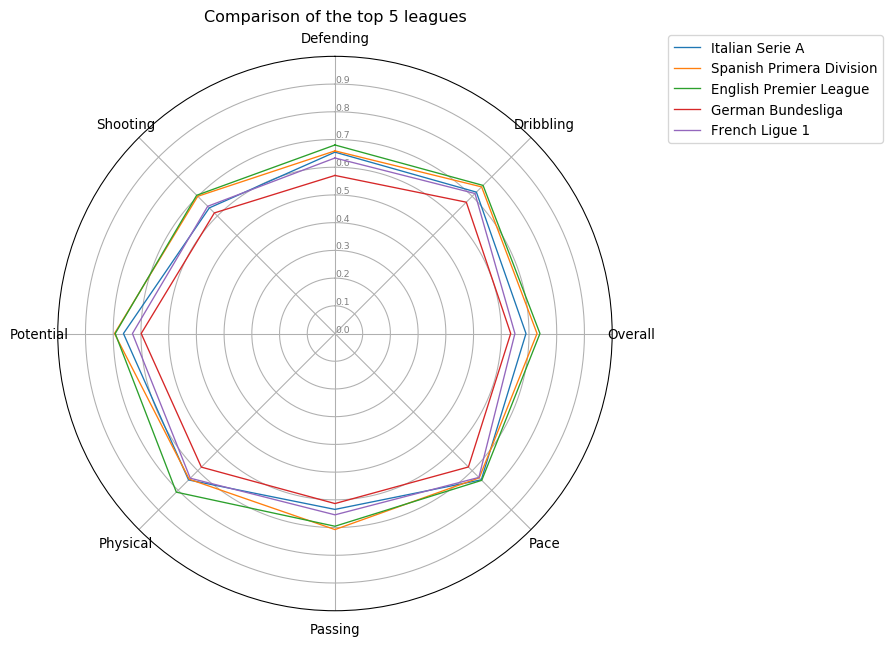 Comparison of the top 5 leagues
Defending
Italian Serie A
Spanish Primera Division
English Premier League
German Bundesliga
French Ligue 1
Shooting
Dribbling
0.9
0.8
0.7
0.6
0.5
0.4
0.3
0.2
0.1
0.0
Potential
Overall
Physical
Pace
Passing